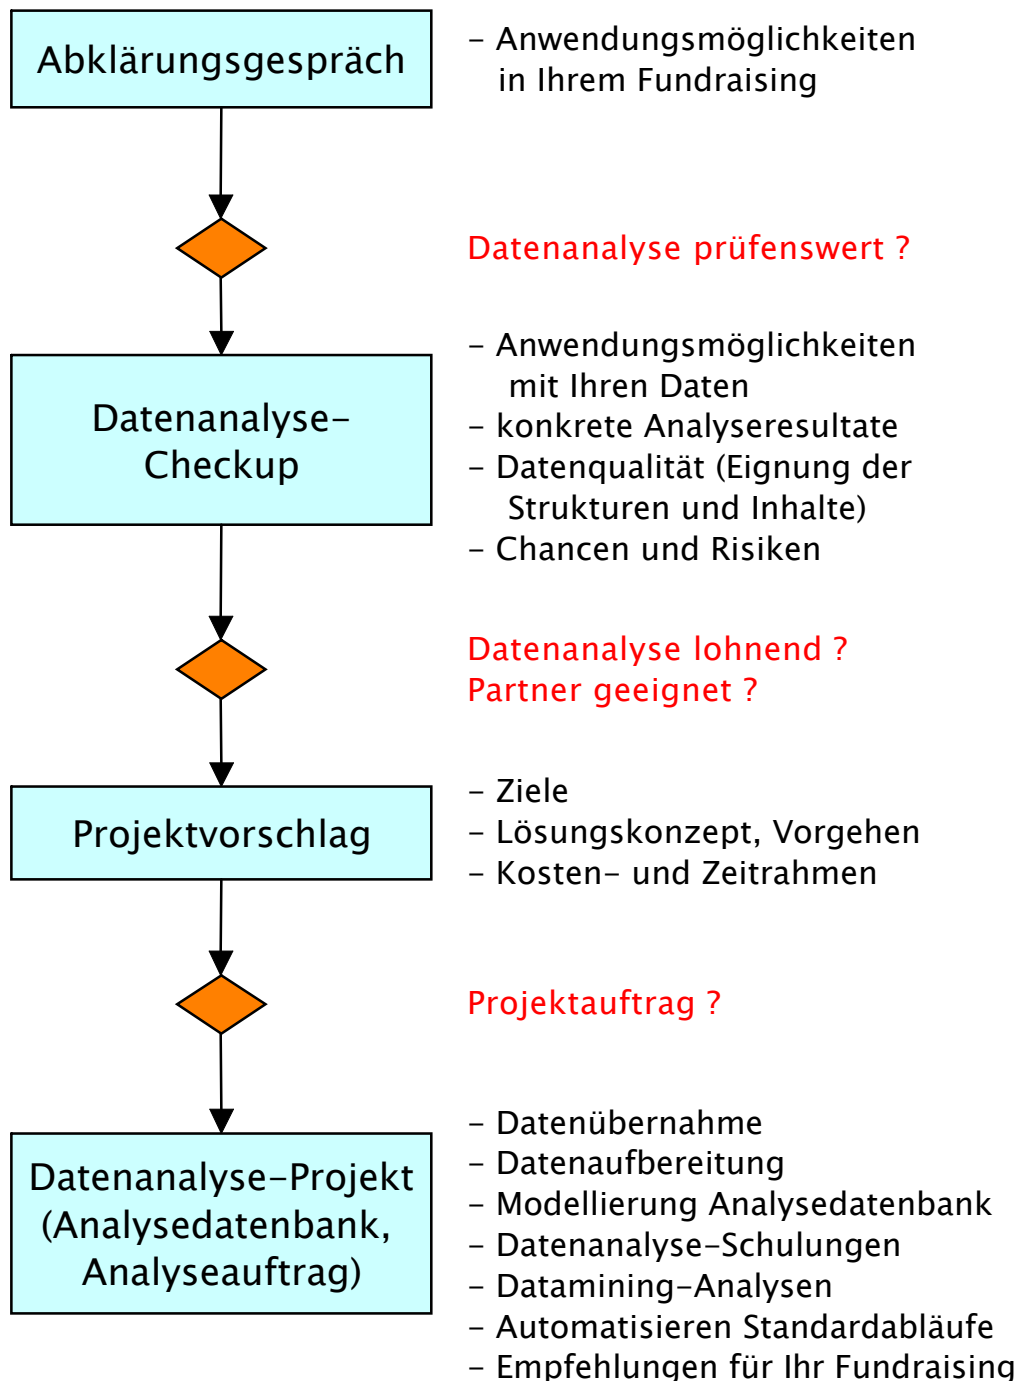 Abklärungsgespräch
- Anwendungsmöglichkeiten
in Ihrem Fundraising
Datenanalyse prüfenswert ?
Datenanalyse-
Checkup
- Anwendungsmöglichkeiten
mit Ihren Daten
- konkrete Analyseresultate
- Datenqualität (Eignung der
Strukturen und Inhalte)
- Chancen und Risiken
Datenanalyse lohnend ?
Partner geeignet ?
Projektvorschlag
- Ziele
- Lösungskonzept, Vorgehen
- Kosten- und Zeitrahmen
Projektauftrag ?
Datenanalyse-Projekt
(Analysedatenbank,
Analyseauftrag)
- Datenübernahme
- Datenaufbereitung
- Modellierung Analysedatenbank
- Datenanalyse-Schulungen
- Datamining-Analysen
- Automatisieren Standardabläufe
- Empfehlungen für Ihr Fundraising